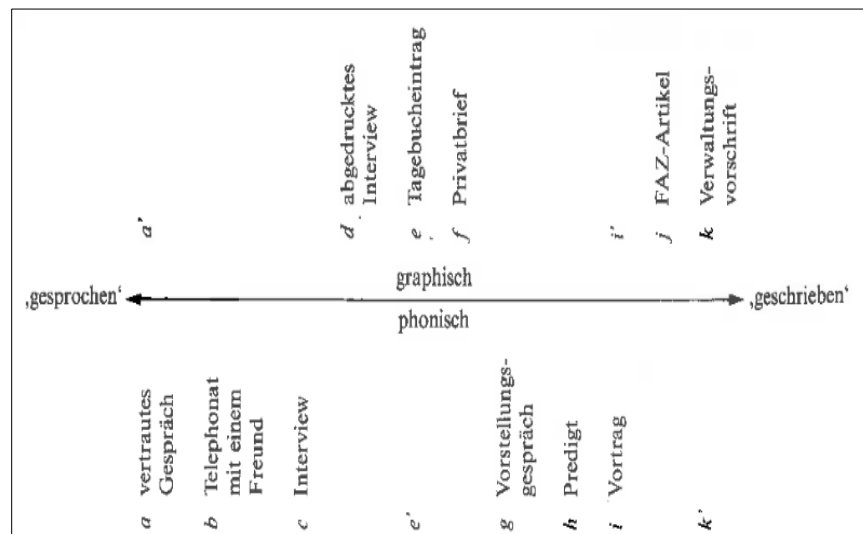 a'
d abgedrucktes
Interview
e Tagebucheintrag
f Privatbrief
i'
j FAZ-Artikel
k Verwaltungs-
vorschrift
‚gesprochen‘
graphisch
phonisch
‚geschrieben‘
a vertrautes
Gespräch
b Telephonat
mit einem
Freund
c Interview
e'
g Vorstellungs-
gespräch
h Predigt
i Vortrag
k'